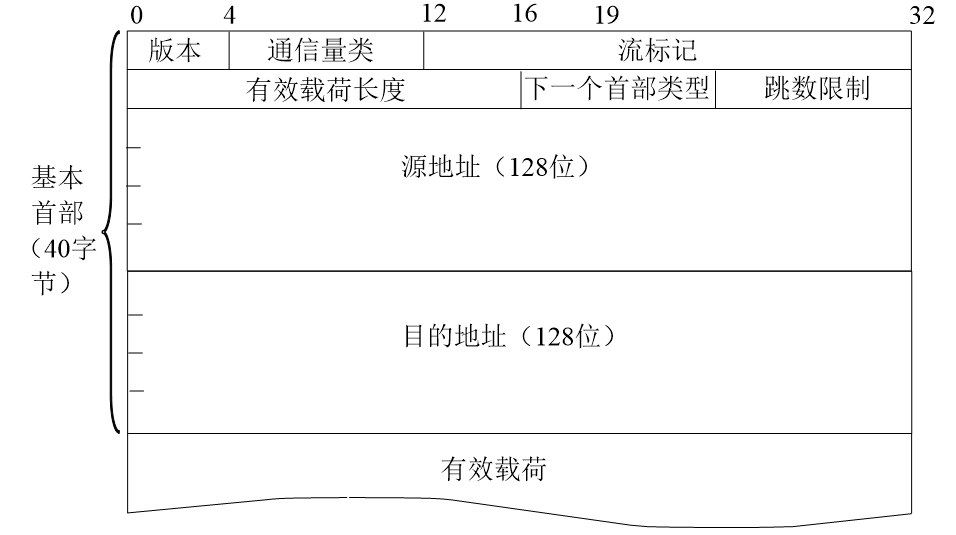 0 4 12 16 19 32
版本 通信量类 流标记
有效载荷长度 下一个首部类型 跳数限制
源地址（128位）
基本
首部
（40字
节）
目的地址（128位）
有效载荷